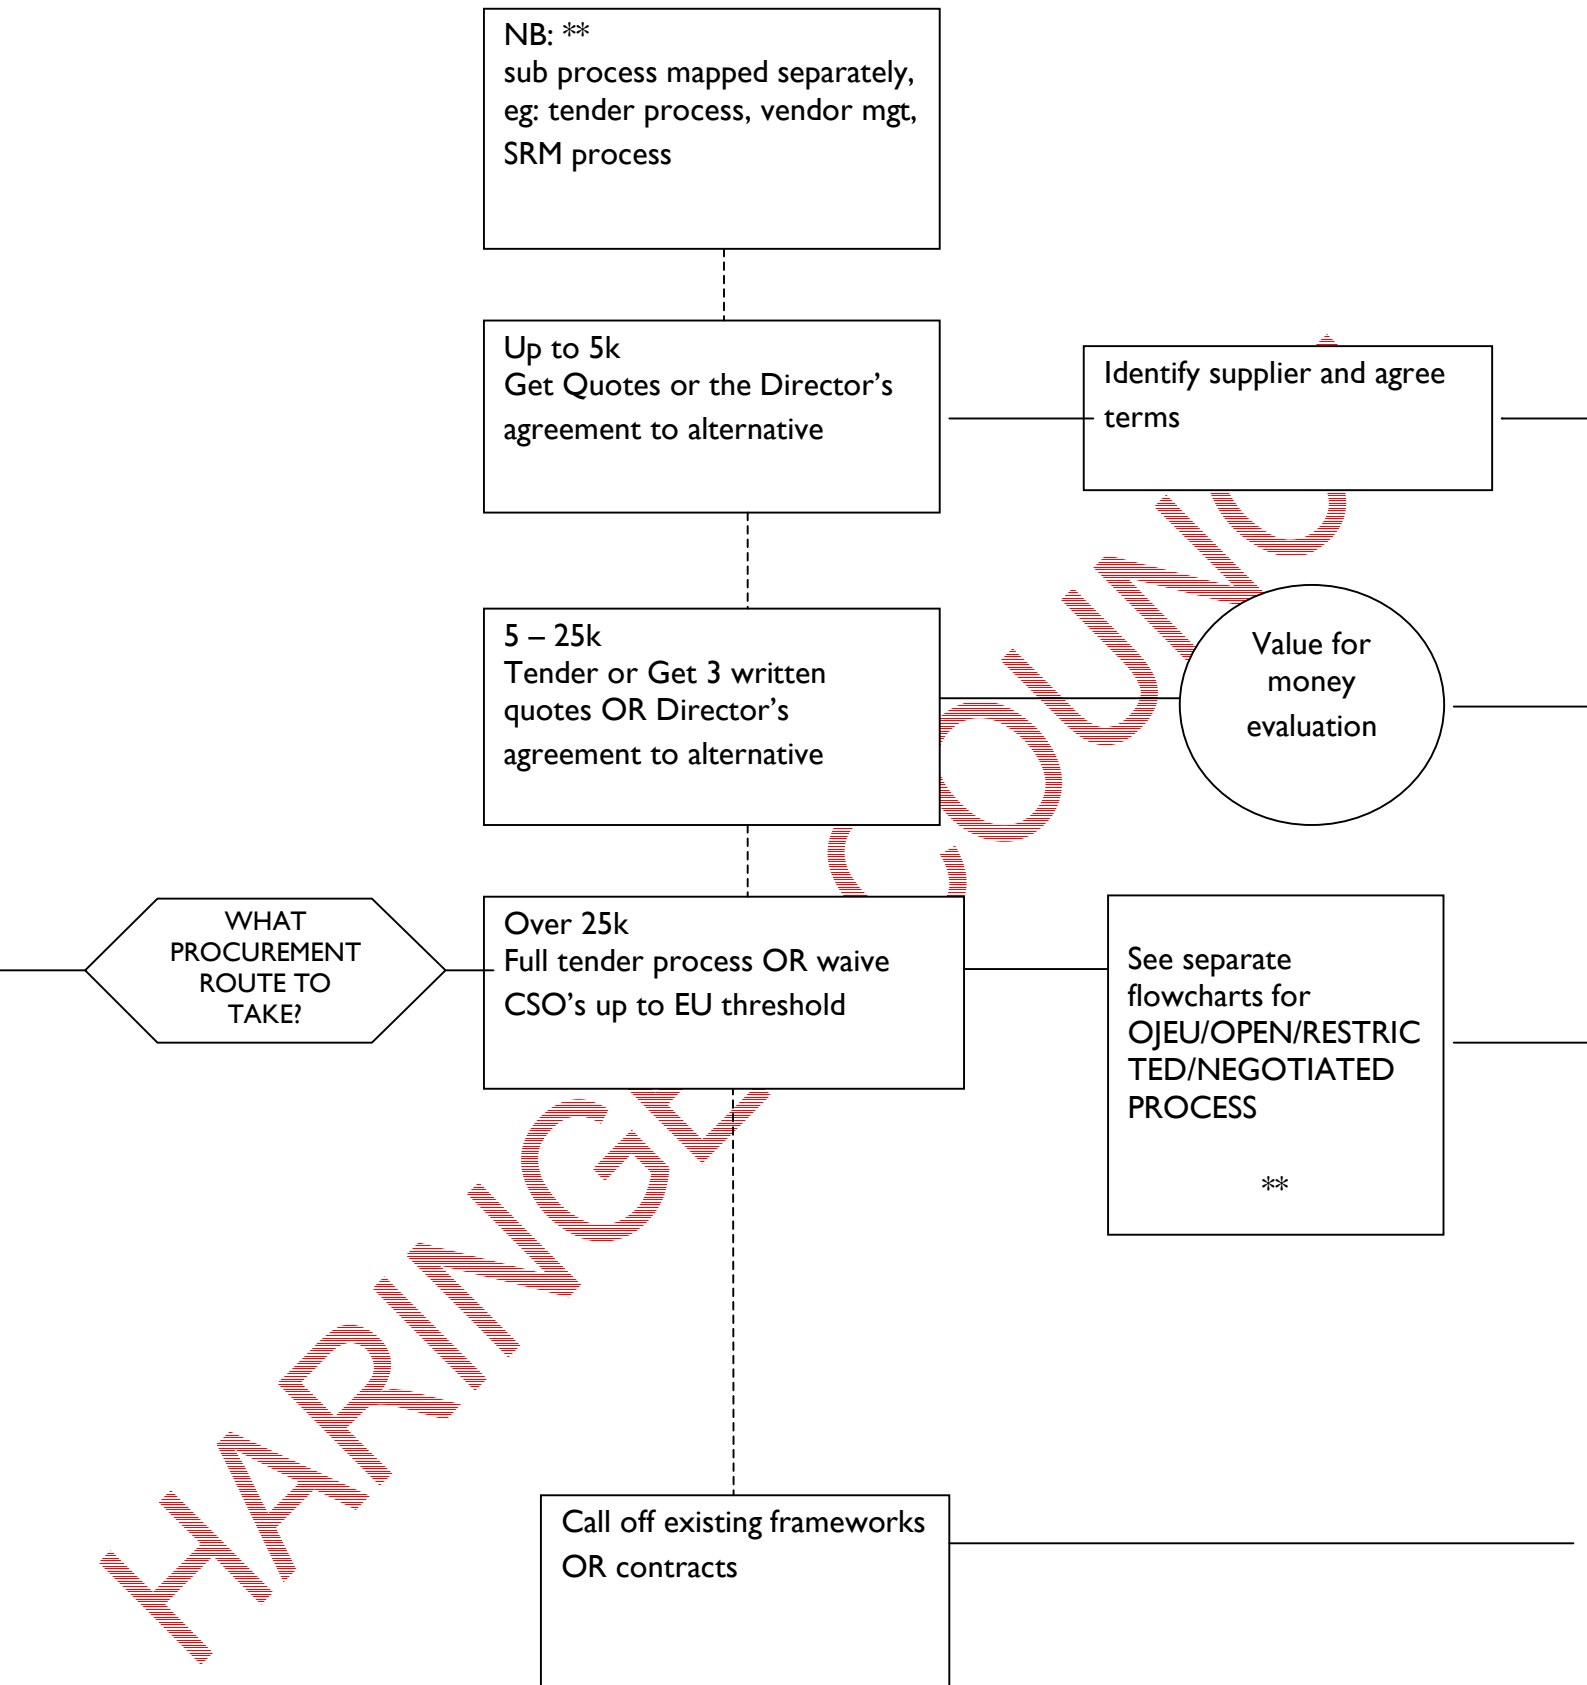 NB: **
sub process mapped separately,
eg: tender process, vendor mgt,
SRM process
Up to 5k
Get Quotes or the Director’s
agreement to alternative
Identify supplier and agree
terms
5 – 25k
Tender or Get 3 written
quotes OR Director’s
agreement to alternative
Value for
money
evaluation
WHAT
PROCUREMENT
ROUTE TO
TAKE?
Over 25k
Full tender process OR waive
CSO’s up to EU threshold
See separate
flowcharts for
OJEU/OPEN/RESTRIC
TED/NEGOTIATED
PROCESS
**
Call off existing frameworks
OR contracts